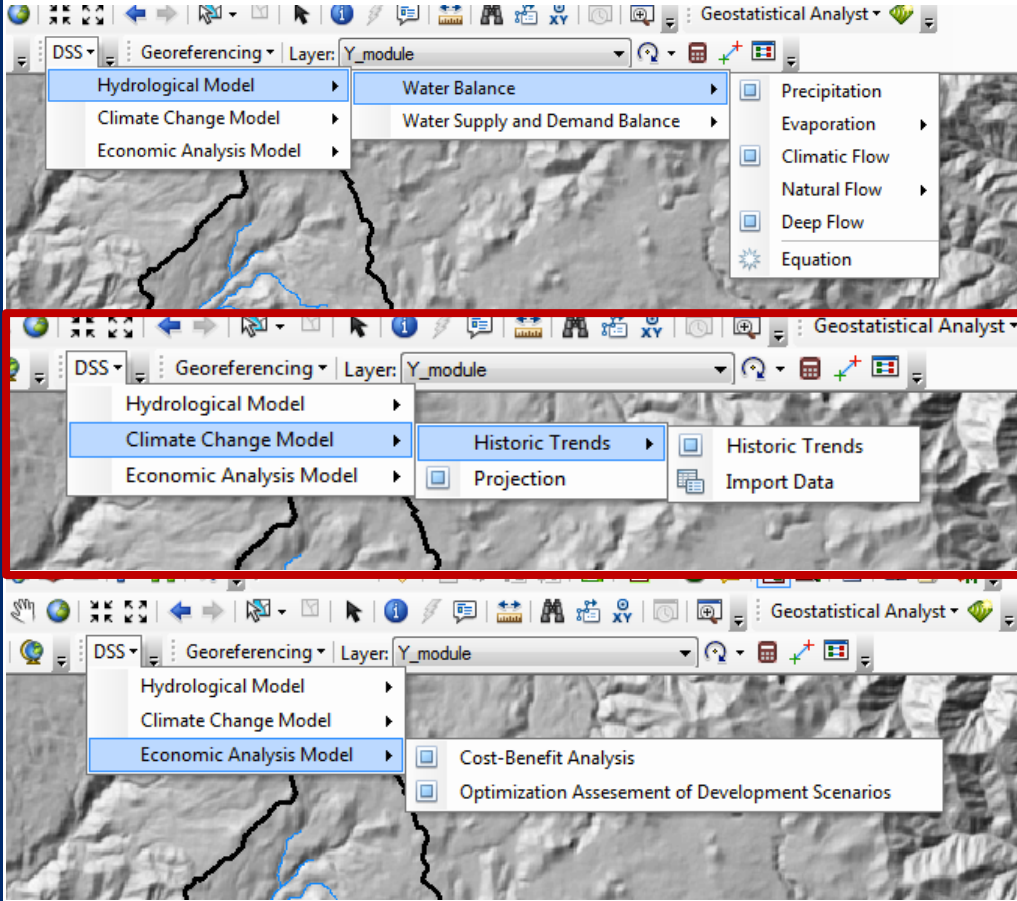 XY Geostatistical Analyst
DSS Georeferencing Layer: Y_module
Hydrological Model Water Balance Precipitation
Climate Change Model Water Supply and Demand Balance Evaporation
Economic Analysis Model Climatic Flow
Natural Flow
Deep Flow
Equation
XY Geostatistical Analyst
DSS Georeferencing Layer: Y_module
Hydrological Model
Climate Change Model Historic Trends Historic Trends
Economic Analysis Model Projection Import Data
XY Geostatistical Analyst
DSS Georeferencing Layer: Y_module
Hydrological Model
Climate Change Model
Economic Analysis Model Cost-Benefit Analysis
Optimization Assesement of Development Scenarios